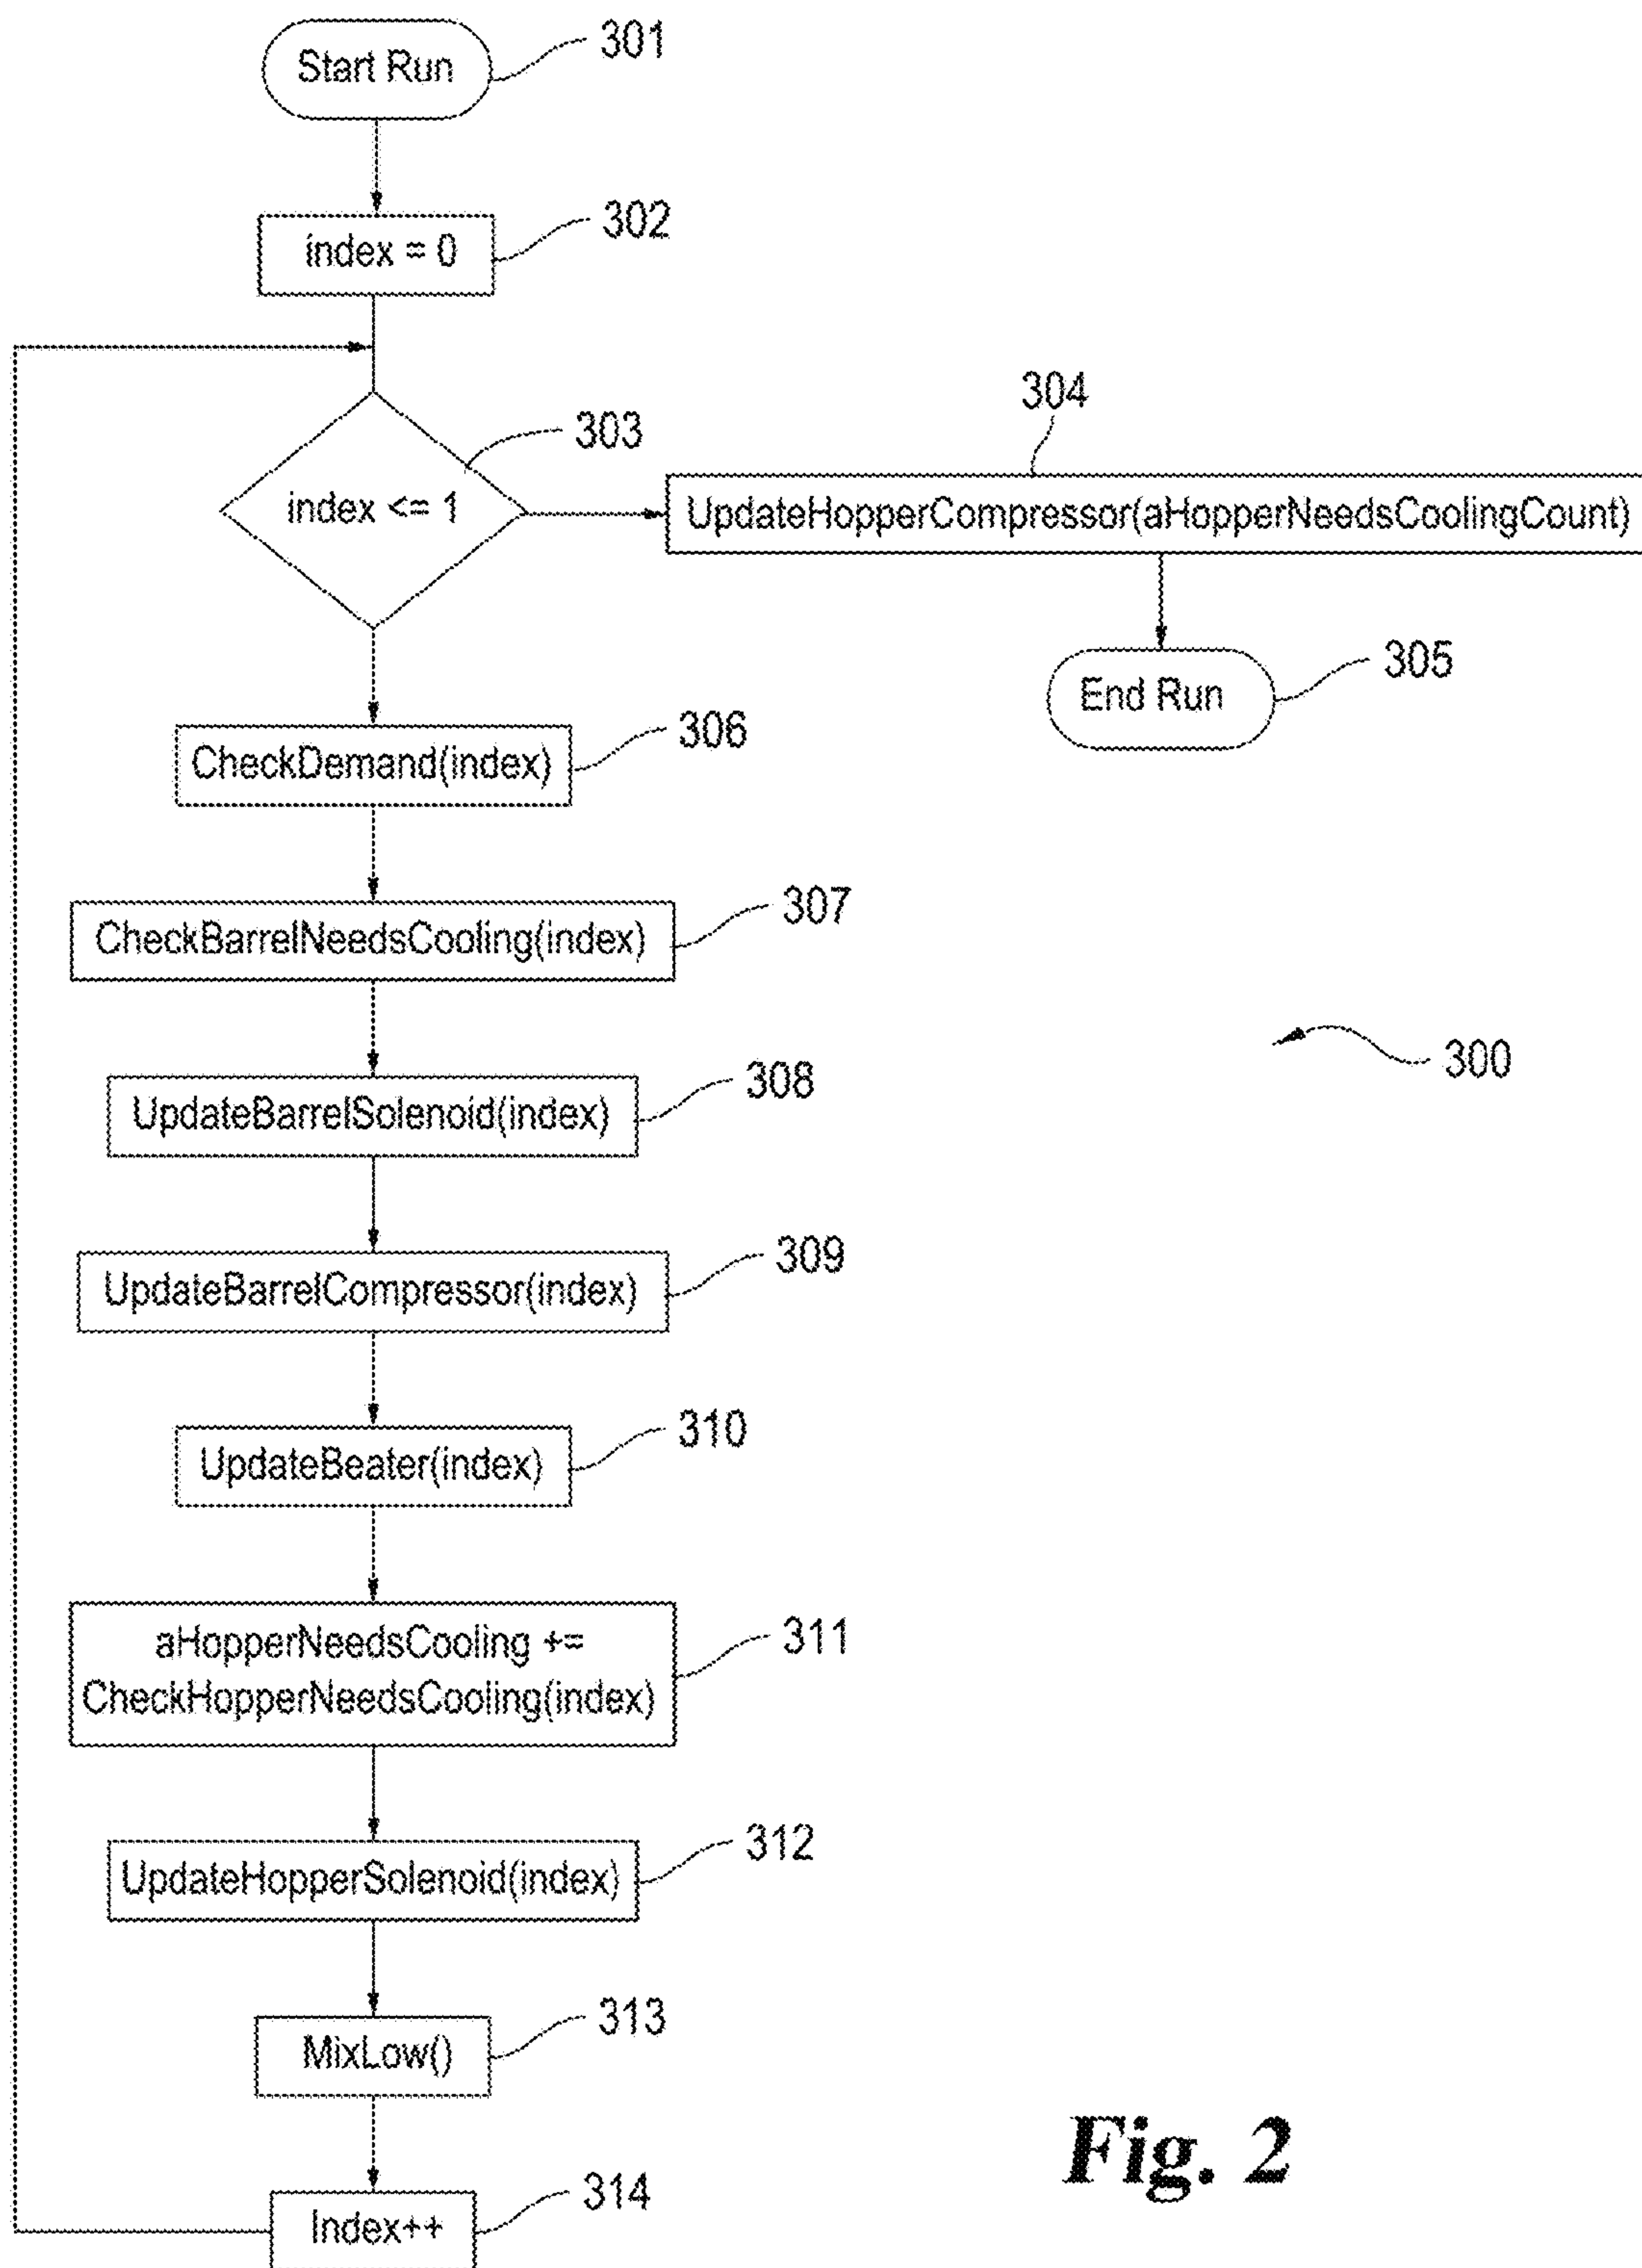 Start Run
301
index = 0
302
303
index <= 1
304
UpdateHopperCompressor(aHopperNeedsCoolingCount)
End Run
305
CheckDemand(index)
306
CheckBarrelNeedsCooling(index)
307
UpdateBarrelSolenoid(index)
308
300
UpdateBarrelCompressor(index)
309
UpdateBeater(index)
310
aHopperNeedsCooling +=
CheckHopperNeedsCooling(index)
311
UpdateHopperSolenoid(index)
312
MixLow()
313
Index++
314
Fig. 2